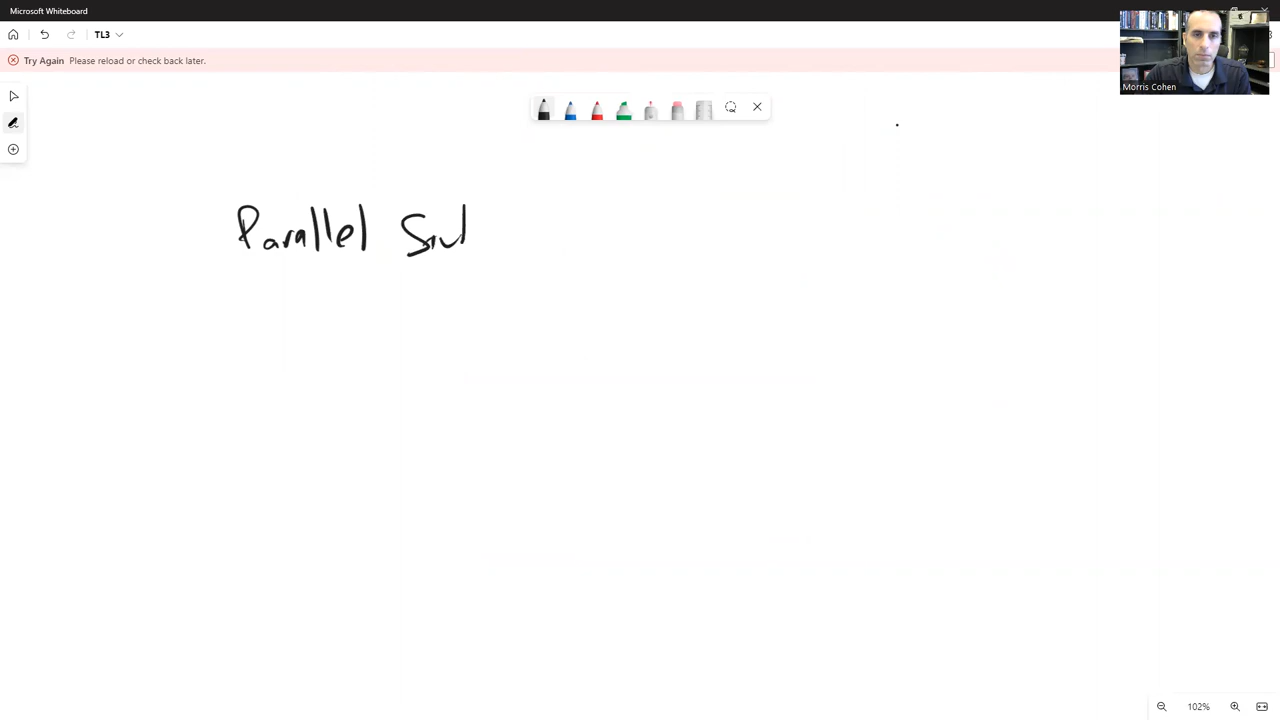 Microsoft Whiteboard
TL3
Try Again Please reload or check back later.
Morris Cohen
Parallel
102%